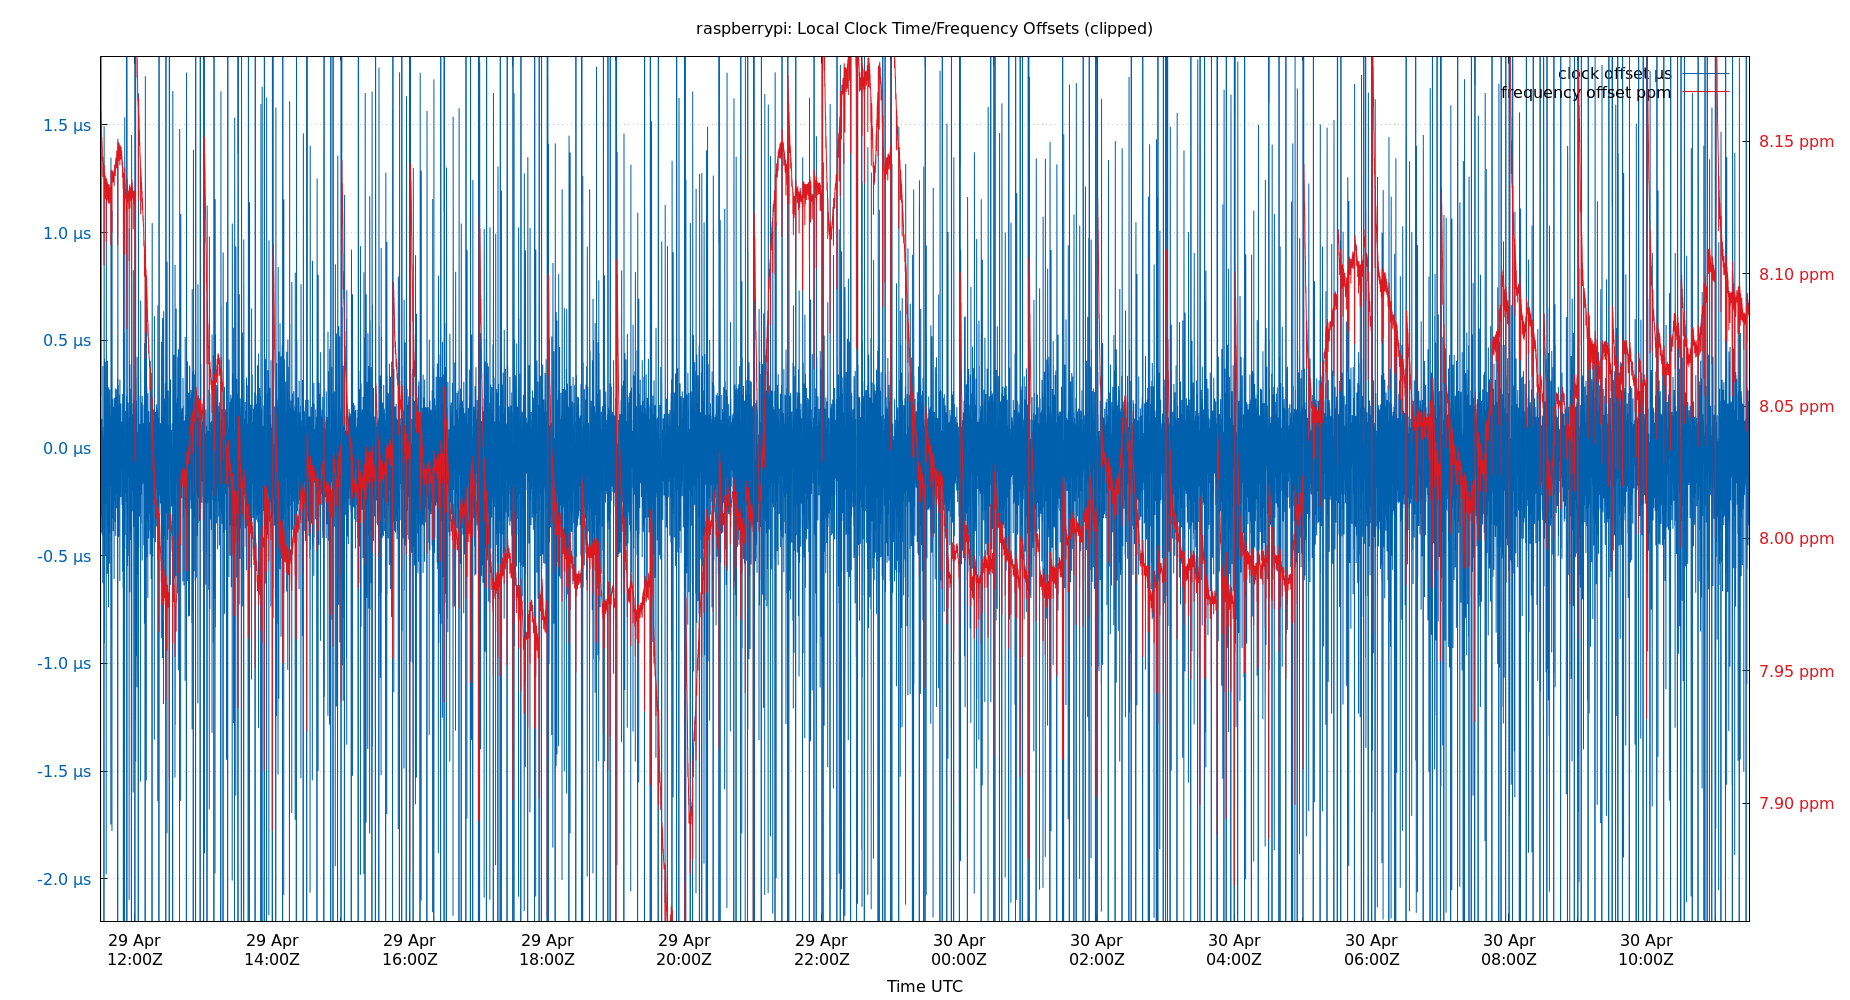 raspberrypi: Local Clock Time/Frequency Offsets (clipped)
clock offset µs
frequency offset ppm
1.5 µs
1.0 µs
0.5 µs
0.0 µs
-0.5 µs
-1.0 µs
-1.5 µs
-2.0 µs
8.15 ppm
8.10 ppm
8.05 ppm
8.00 ppm
7.95 ppm
7.90 ppm
29 Apr 29 Apr 29 Apr 29 Apr 29 Apr 29 Apr 30 Apr 30 Apr 30 Apr 30 Apr 30 Apr 30 Apr
12:00Z 14:00Z 16:00Z 18:00Z 20:00Z 22:00Z 00:00Z 02:00Z 04:00Z 06:00Z 08:00Z 10:00Z
Time UTC